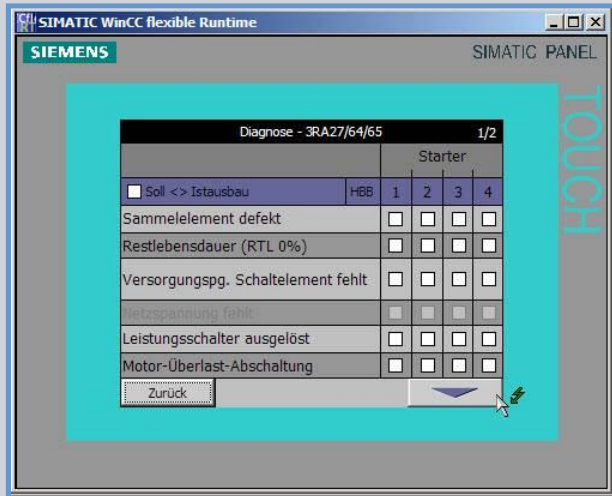 SIMATIC WinCC flexible Runtime
SIEMENS
SIMATIC PANEL
TOUCH
Diagnose - 3RA27/64/65 1/2
Starter
Soll <> Istausbau HBB 1 2 3 4
Sammelelement defekt
Restlebensdauer (RTL 0%)
Versorgungspg. Schaltelement fehlt
Netzspannung fehlt
Leistungsschalter ausgelöst
Motor-Überlast-Abschaltung
Zurück